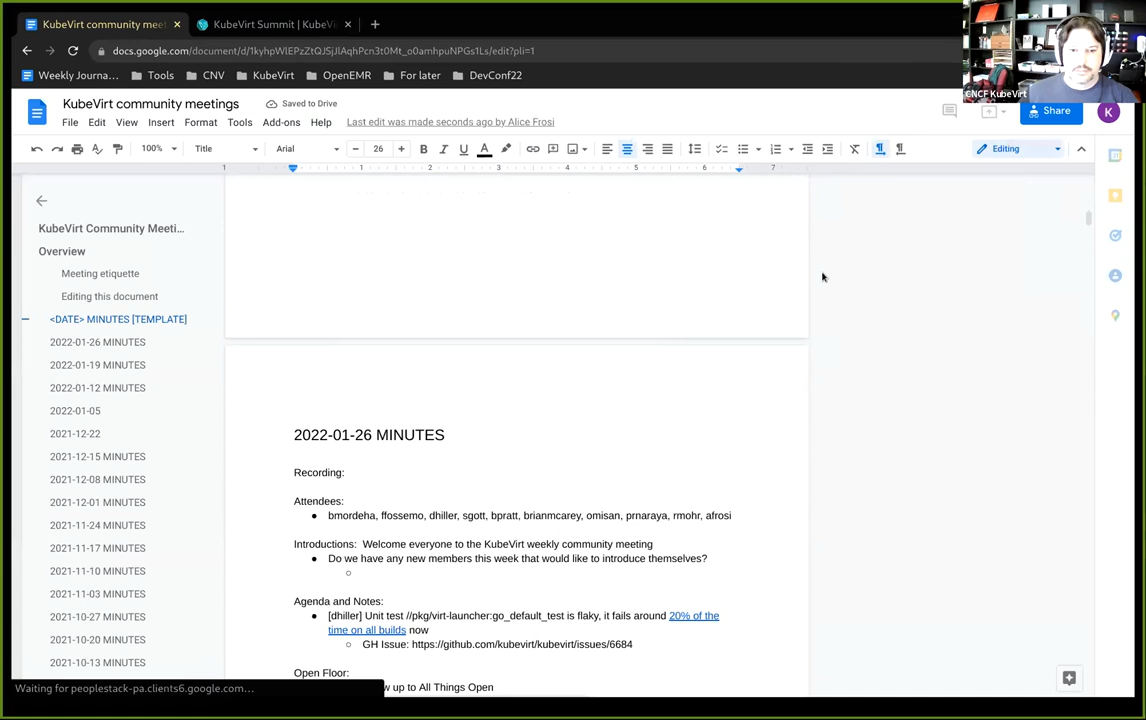 KubeVirt community mee
KubeVirt Summit | KubeVi
docs.google.com/document/d/1kyhpWlEPzZtQJSjJlAqhPcn3t0Mt_o0amhpuNPGs1Ls/edit?pli=1
Weekly Journa...
Tools
CNV
KubeVirt
OpenEMR
For later
DevConf22
CNCF KubeVirt
KubeVirt community meetings
Saved to Drive
File Edit View Insert Format Tools Add-ons Help
Last edit was made seconds ago by Alice Frosi
Share
K
100%
Title
Arial
26
B I U A
Editing
1 1 2 3 4 5 6 7
KubeVirt Community Meeti...
Overview
Meeting etiquette
Editing this document
<DATE> MINUTES [TEMPLATE]
2022-01-26 MINUTES
2022-01-19 MINUTES
2022-01-12 MINUTES
2022-01-05
2021-12-22
2021-12-15 MINUTES
2021-12-08 MINUTES
2021-12-01 MINUTES
2021-11-24 MINUTES
2021-11-17 MINUTES
2021-11-10 MINUTES
2021-11-03 MINUTES
2021-10-27 MINUTES
2021-10-20 MINUTES
2021-10-13 MINUTES
2022-01-26 MINUTES
Recording:
Attendees:
bmordeha, ffossemo, dhiller, sgott, bpratt, brianmcarey, omisan, prnaraya, rmohr, afrosi
Introductions: Welcome everyone to the KubeVirt weekly community meeting
Do we have any new members this week that would like to introduce themselves?
Agenda and Notes:
[dhiller] Unit test //pkg/virt-launcher:go_default_test is flaky, it fails around 20% of the
time on all builds now
GH Issue: https://github.com/kubevirt/kubevirt/issues/6684
Open Floor:
w up to All Things Open
Waiting for peoplestack-pa.clients6.google.com...